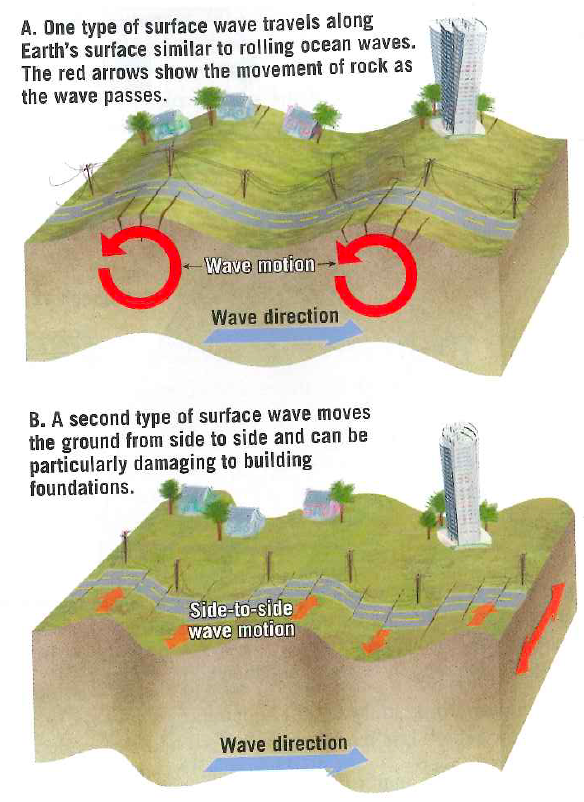 A. One type of surface wave travels along
Earth's surface similar to rolling ocean waves.
The red arrows show the movement of rock as
the wave passes.
Wave motion
Wave direction
B. A second type of surface wave moves
the ground from side to side and can be
particularly damaging to building
foundations.
Side-to-side
wave motion
Wave direction